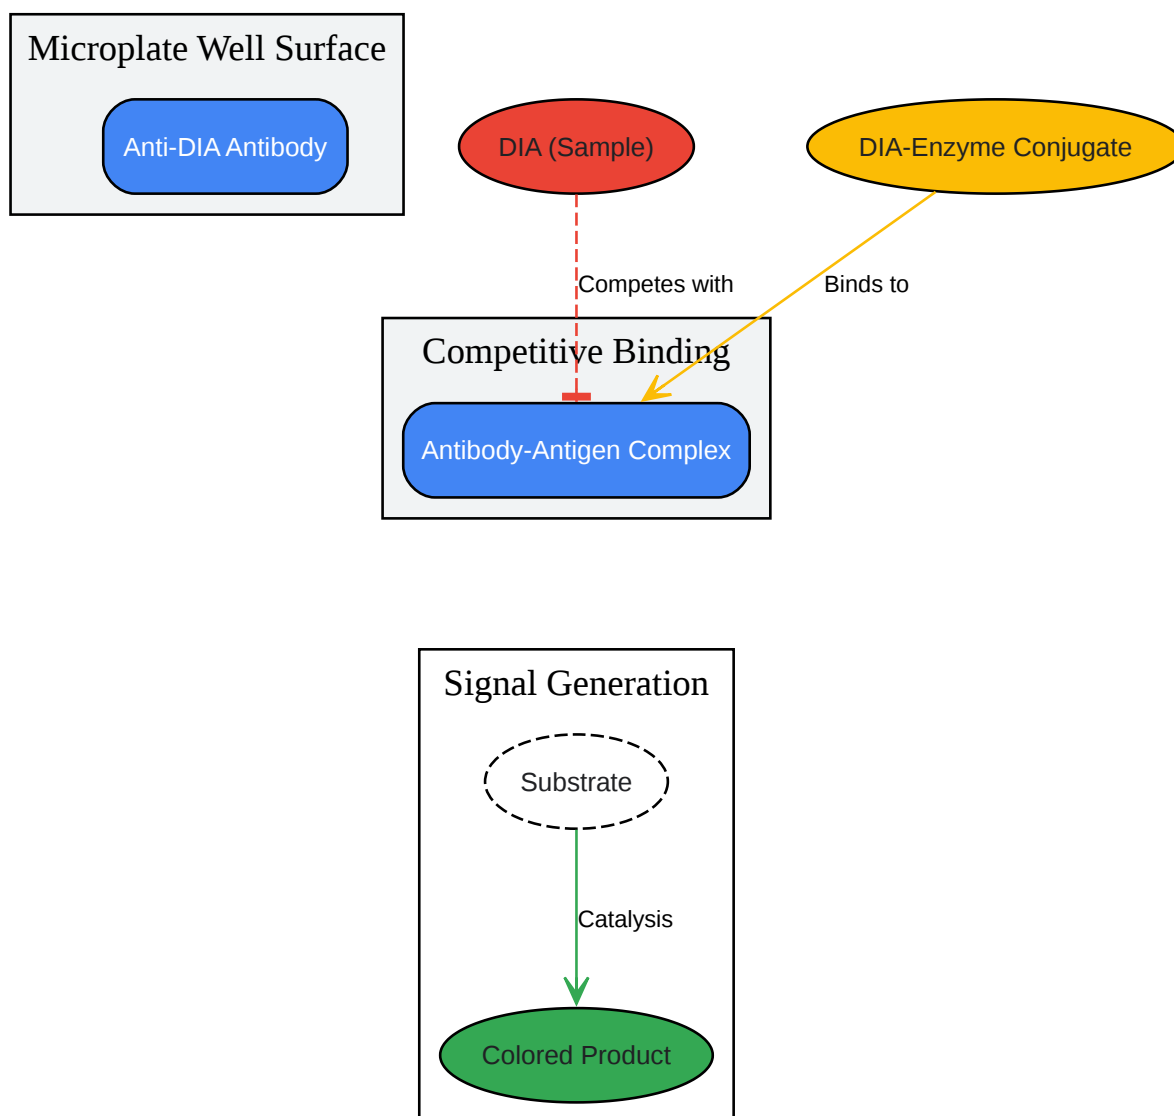 Microplate Well Surface
Anti-DIA Antibody
DIA (Sample)
DIA-Enzyme Conjugate
Competes with
Binds to
Competitive Binding
Antibody-Antigen Complex
Signal Generation
Substrate
Catalysis
Colored Product